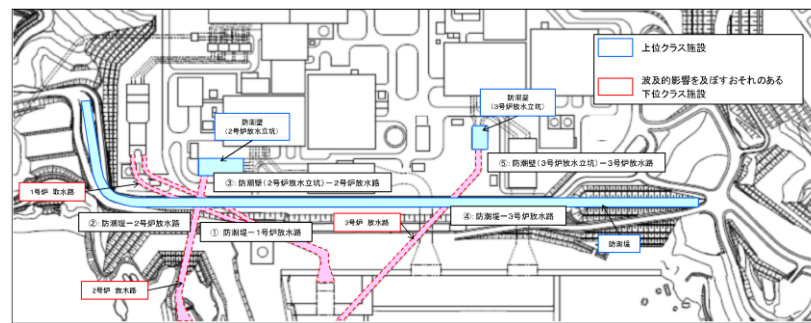 上位クラス施設
波及的影響を及ぼすおそれのある
下位クラス施設
防潮壁
(3号炉放水立坑)
防潮壁
(2号炉放水立坑)
⑤:防潮壁(3号炉放水立坑)-3号炉放水路
③:防潮壁(2号炉放水立坑)-2号炉放水路
1号炉 取水路
3号炉 放水路
④:防潮堤-3号炉放水路
②:防潮堤-2号炉放水路
①:防潮堤-1号炉放水路
防潮堤
2号炉 放水路